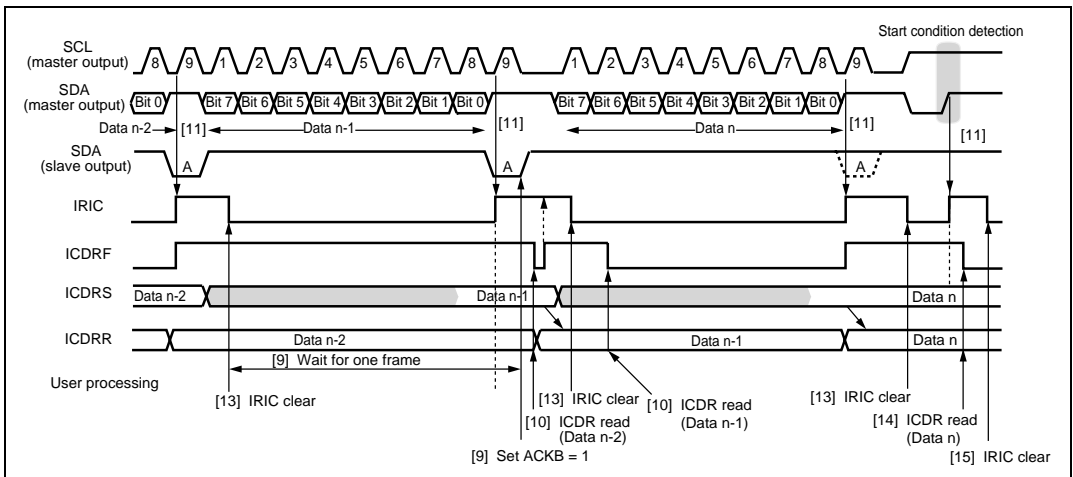 Start condition detection
SCL
(master output)
8 9 1 2 3 4 5 6 7 8 9 1 2 3 4 5 6 7 8 9
SDA
(master output)
Bit 0 Bit 7 Bit 6 Bit 5 Bit 4 Bit 3 Bit 2 Bit 1 Bit 0 Bit 7 Bit 6 Bit 5 Bit 4 Bit 3 Bit 2 Bit 1 Bit 0
Data n-2 [11] Data n-1 [11] Data n [11] [11]
SDA
(slave output)
A A A
IRIC
ICDRF
ICDRS Data n-2 Data n-1 Data n
ICDRR Data n-2 Data n-1 Data n
[9] Wait for one frame
User processing
[13] IRIC clear [13] IRIC clear [13] IRIC clear
[10] ICDR read
(Data n-2)
[10] ICDR read
(Data n-1)
[14] ICDR read
(Data n)
[9] Set ACKB = 1
[15] IRIC clear